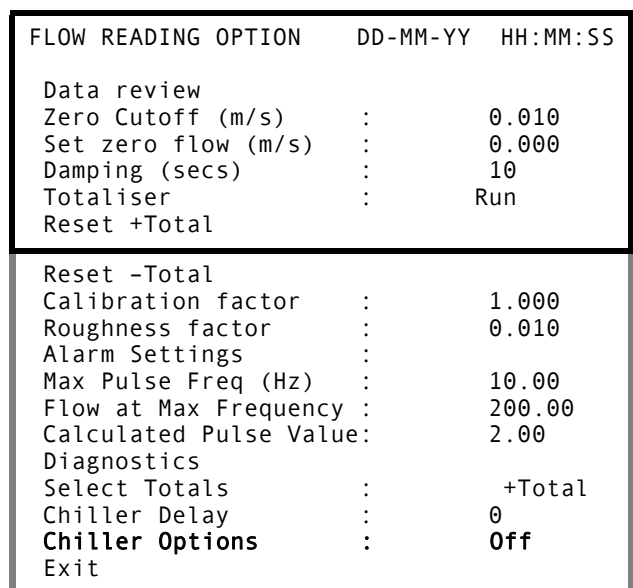 FLOW READING OPTION DD-MM-YY HH:MM:SS
Data review
Zero Cutoff (m/s) : 0.010
Set zero flow (m/s) : 0.000
Damping (secs) : 10
Totaliser : Run
Reset +Total
Reset –Total
Calibration factor : 1.000
Roughness factor : 0.010
Alarm Settings :
Max Pulse Freq (Hz) : 10.00
Flow at Max Frequency : 200.00
Calculated Pulse Value: 2.00
Diagnostics
Select Totals : +Total
Chiller Delay : 0
Chiller Options : Off
Exit